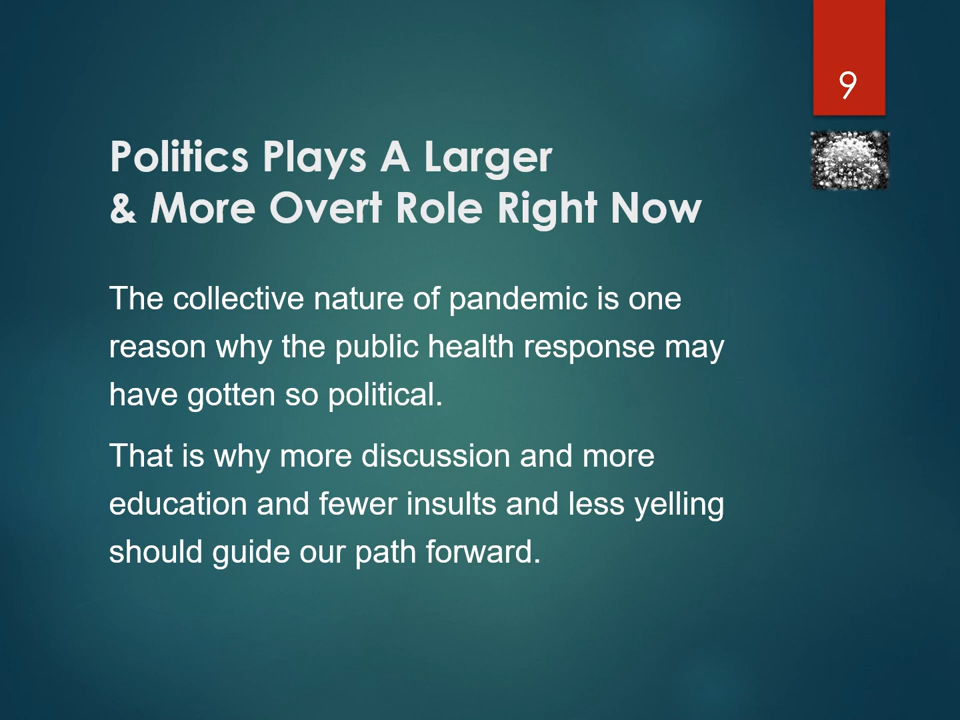 9
Politics Plays A Larger
& More Overt Role Right Now
The collective nature of pandemic is one
reason why the public health response may
have gotten so political.
That is why more discussion and more
education and fewer insults and less yelling
should guide our path forward.